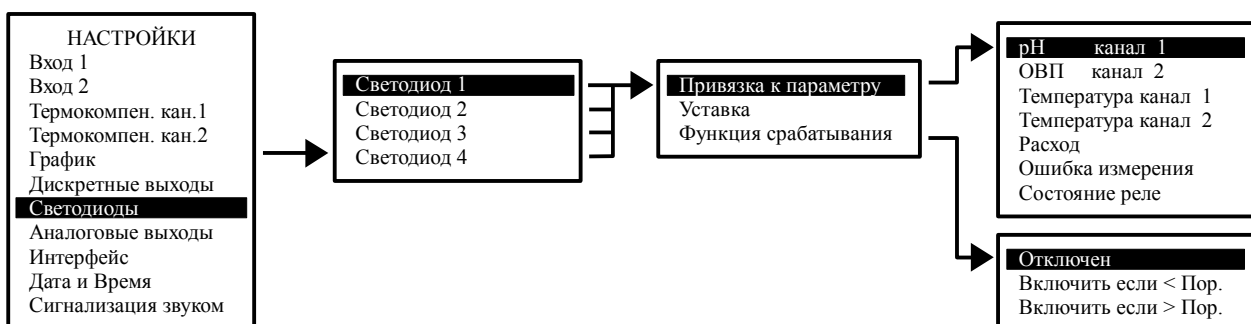 НАСТРОЙКИ
Вход 1
Вход 2
Термокомпен. кан.1
Термокомпен. кан.2
График
Дискретные выходы
Светодиоды
Аналоговые выходы
Интерфейс
Дата и Время
Сигнализация звуком
Светодиод 1
Светодиод 2
Светодиод 3
Светодиод 4
Привязка к параметру
Уставка
Функция срабатывания
pH канал 1
ОВП канал 2
Температура канал 1
Температура канал 2
Расход
Ошибка измерения
Состояние реле
Отключен
Включить если < Пор.
Включить если > Пор.